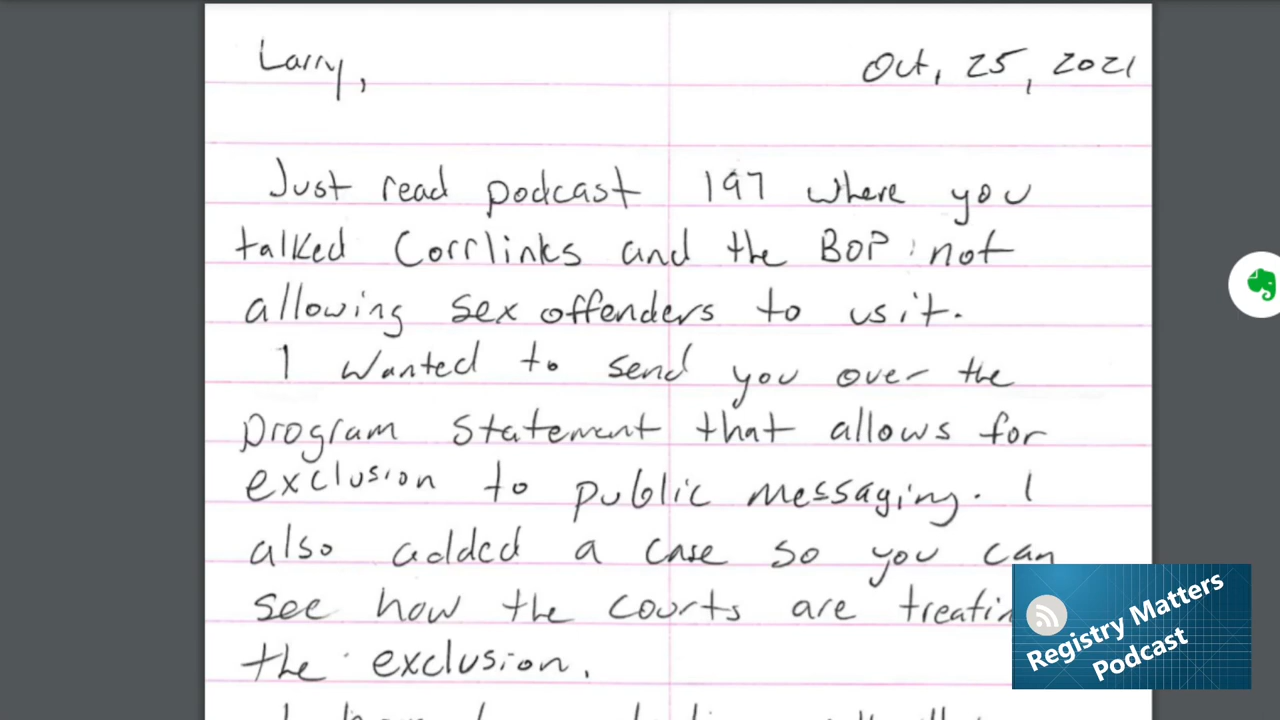 Larry,
Oct, 25, 2021
Just read podcast 197 where you
talked Corrlinks and the BOP not
allowing sex offenders to usit.
I wanted to send you over the
program statement that allows for
exclusion to public messaging. I
also added a case so you can
see how the courts are treatin
the exclusion.
Registry Matters
Podcast